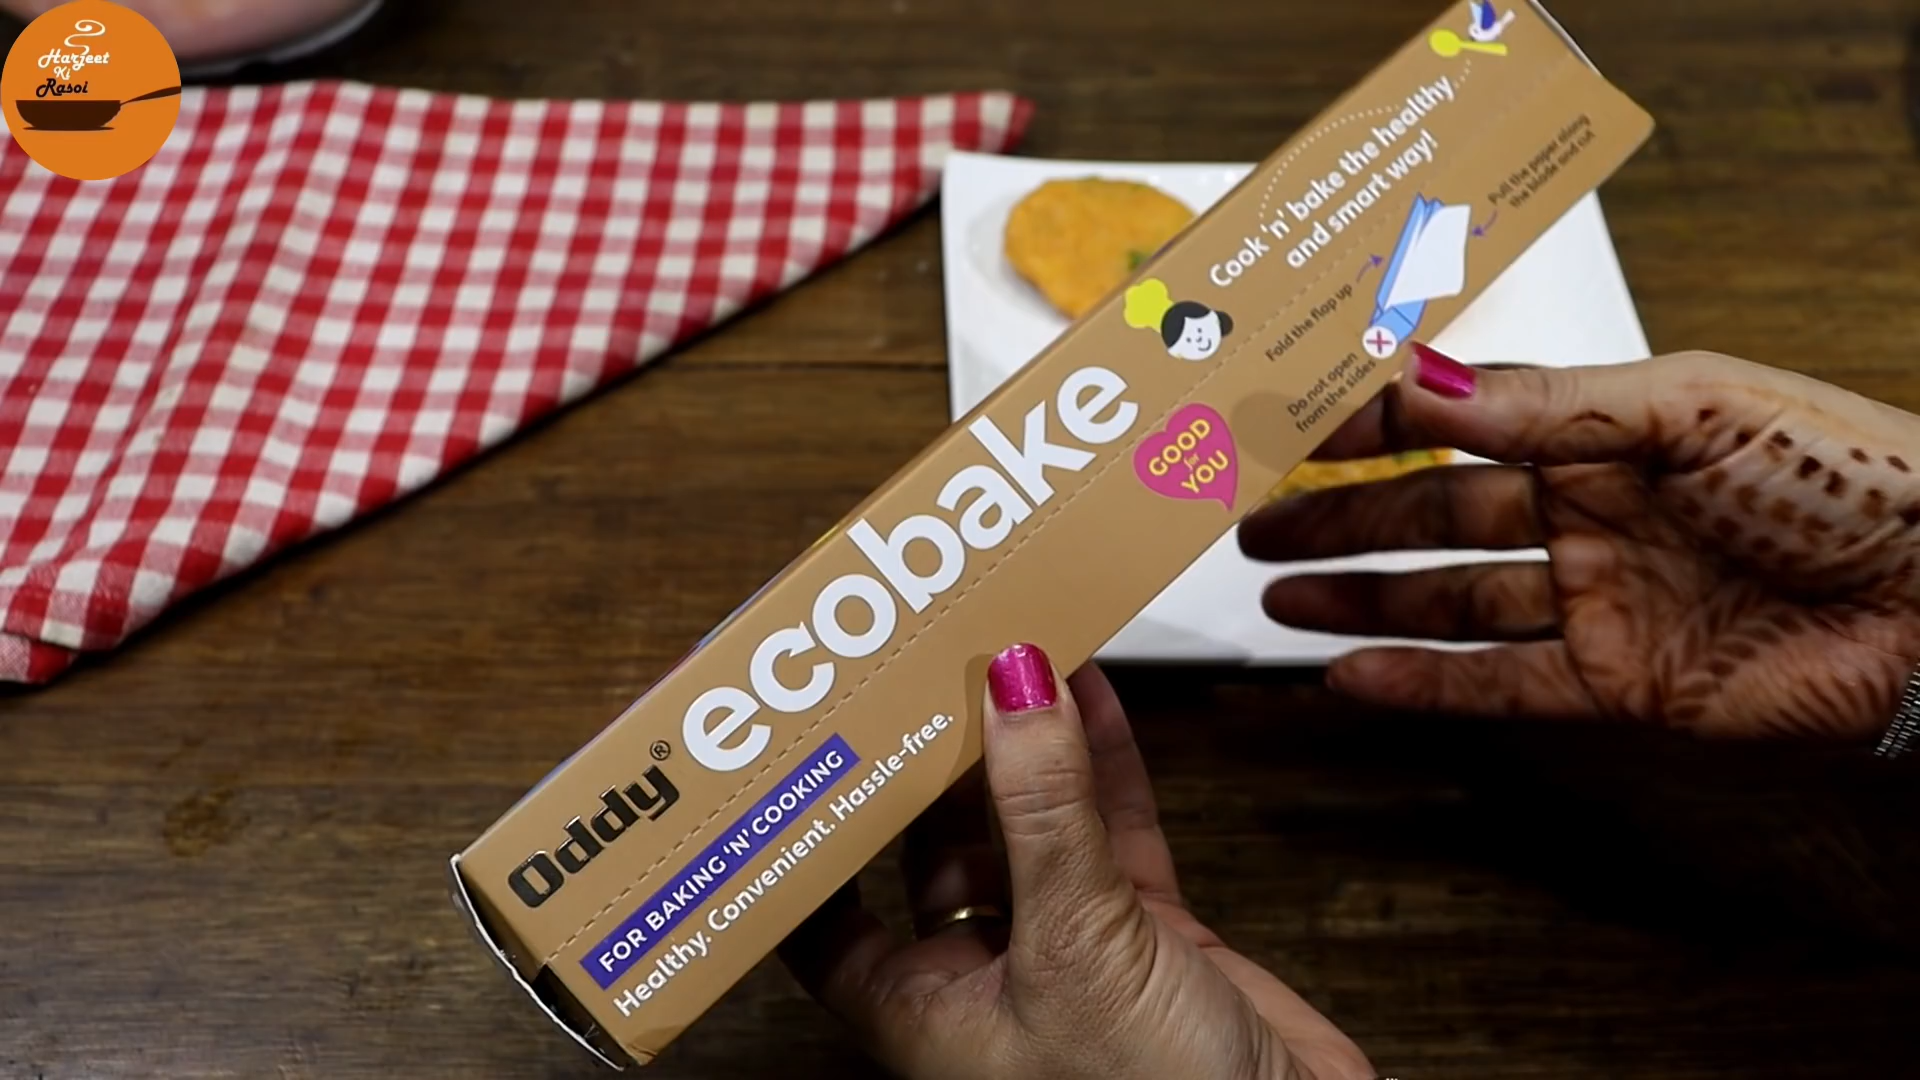 Harjeet
Ki
Rasoi
Cook 'n' bake the healthy
and smart way!
Pull the paper along
the blade and cut
Fold the flap up
Do not open
from the sides
GOOD
for
YOU
Oddy® ecobake
FOR BAKING 'N' COOKING
Healthy. Convenient. Hassle-free.